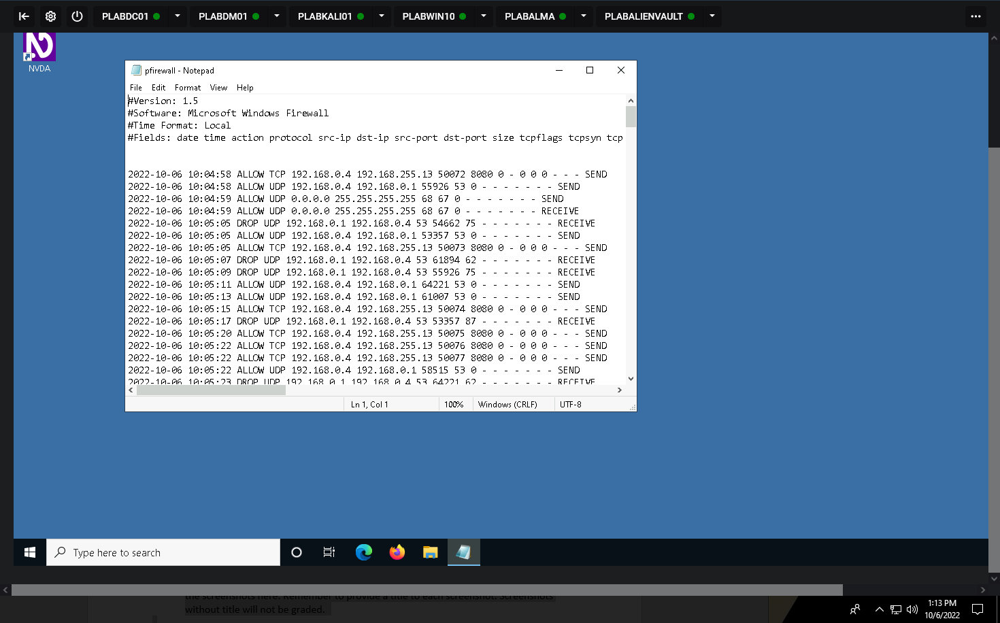 PLABDC01 PLABDM01 PLABKALI01 PLABWIN10 PLABALMA PLABALIENVAULT
NVDA
pfirewall - Notepad
File Edit Format View Help
#Version: 1.5
#Software: Microsoft Windows Firewall
#Time Format: Local
#Fields: date time action protocol src-ip dst-ip src-port dst-port size tcpflags tcpsyn tcp
2022-10-06 10:04:58 ALLOW TCP 192.168.0.4 192.168.255.13 50072 8080 0 - 0 0 0 - - - SEND
2022-10-06 10:04:58 ALLOW UDP 192.168.0.4 192.168.0.1 55926 53 0 - - - - - - - SEND
2022-10-06 10:04:59 ALLOW UDP 0.0.0.0 255.255.255.255 68 67 0 - - - - - - - SEND
2022-10-06 10:04:59 ALLOW UDP 0.0.0.0 255.255.255.255 68 67 0 - - - - - - - RECEIVE
2022-10-06 10:05:05 DROP UDP 192.168.0.1 192.168.0.4 53 54662 75 - - - - - - - RECEIVE
2022-10-06 10:05:05 ALLOW UDP 192.168.0.4 192.168.0.1 53357 53 0 - - - - - - - SEND
2022-10-06 10:05:05 ALLOW TCP 192.168.0.4 192.168.255.13 50073 8080 0 - 0 0 0 - - - SEND
2022-10-06 10:05:07 DROP UDP 192.168.0.1 192.168.0.4 53 61894 62 - - - - - - - RECEIVE
2022-10-06 10:05:09 DROP UDP 192.168.0.1 192.168.0.4 53 55926 75 - - - - - - - RECEIVE
2022-10-06 10:05:11 ALLOW UDP 192.168.0.4 192.168.0.1 64221 53 0 - - - - - - - SEND
2022-10-06 10:05:13 ALLOW UDP 192.168.0.4 192.168.0.1 61007 53 0 - - - - - - - SEND
2022-10-06 10:05:15 ALLOW TCP 192.168.0.4 192.168.255.13 50074 8080 0 - 0 0 0 - - - SEND
2022-10-06 10:05:17 DROP UDP 192.168.0.1 192.168.0.4 53 53357 87 - - - - - - - RECEIVE
2022-10-06 10:05:20 ALLOW TCP 192.168.0.4 192.168.255.13 50075 8080 0 - 0 0 0 - - - SEND
2022-10-06 10:05:22 ALLOW TCP 192.168.0.4 192.168.255.13 50076 8080 0 - 0 0 0 - - - SEND
2022-10-06 10:05:22 ALLOW TCP 192.168.0.4 192.168.255.13 50077 8080 0 - 0 0 0 - - - SEND
2022-10-06 10:05:22 ALLOW UDP 192.168.0.4 192.168.0.1 58515 53 0 - - - - - - - SEND
2022-10-06 10:05:23 DROP UDP 192.168.0.1 192.168.0.4 53 64221 62 - - - - - - - RECEIVE
Ln 1, Col 1 100% Windows (CRLF) UTF-8
Type here to search
the screenshots here. Remember to provide a title to each screenshot. Screenshots
without title will not be graded.
1:13 PM
10/6/2022